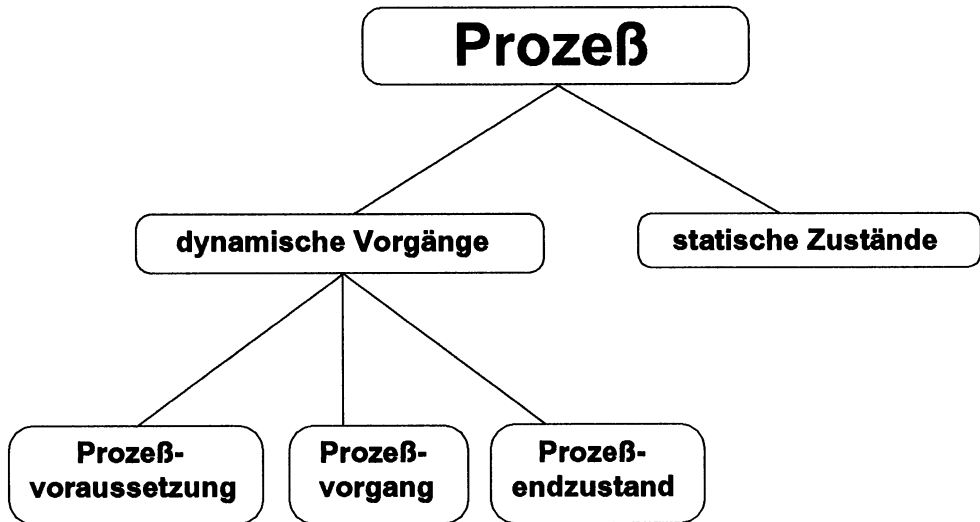 Prozeß
dynamische Vorgänge
statische Zustände
Prozeß-
voraussetzung
Prozeß-
vorgang
Prozeß-
endzustand